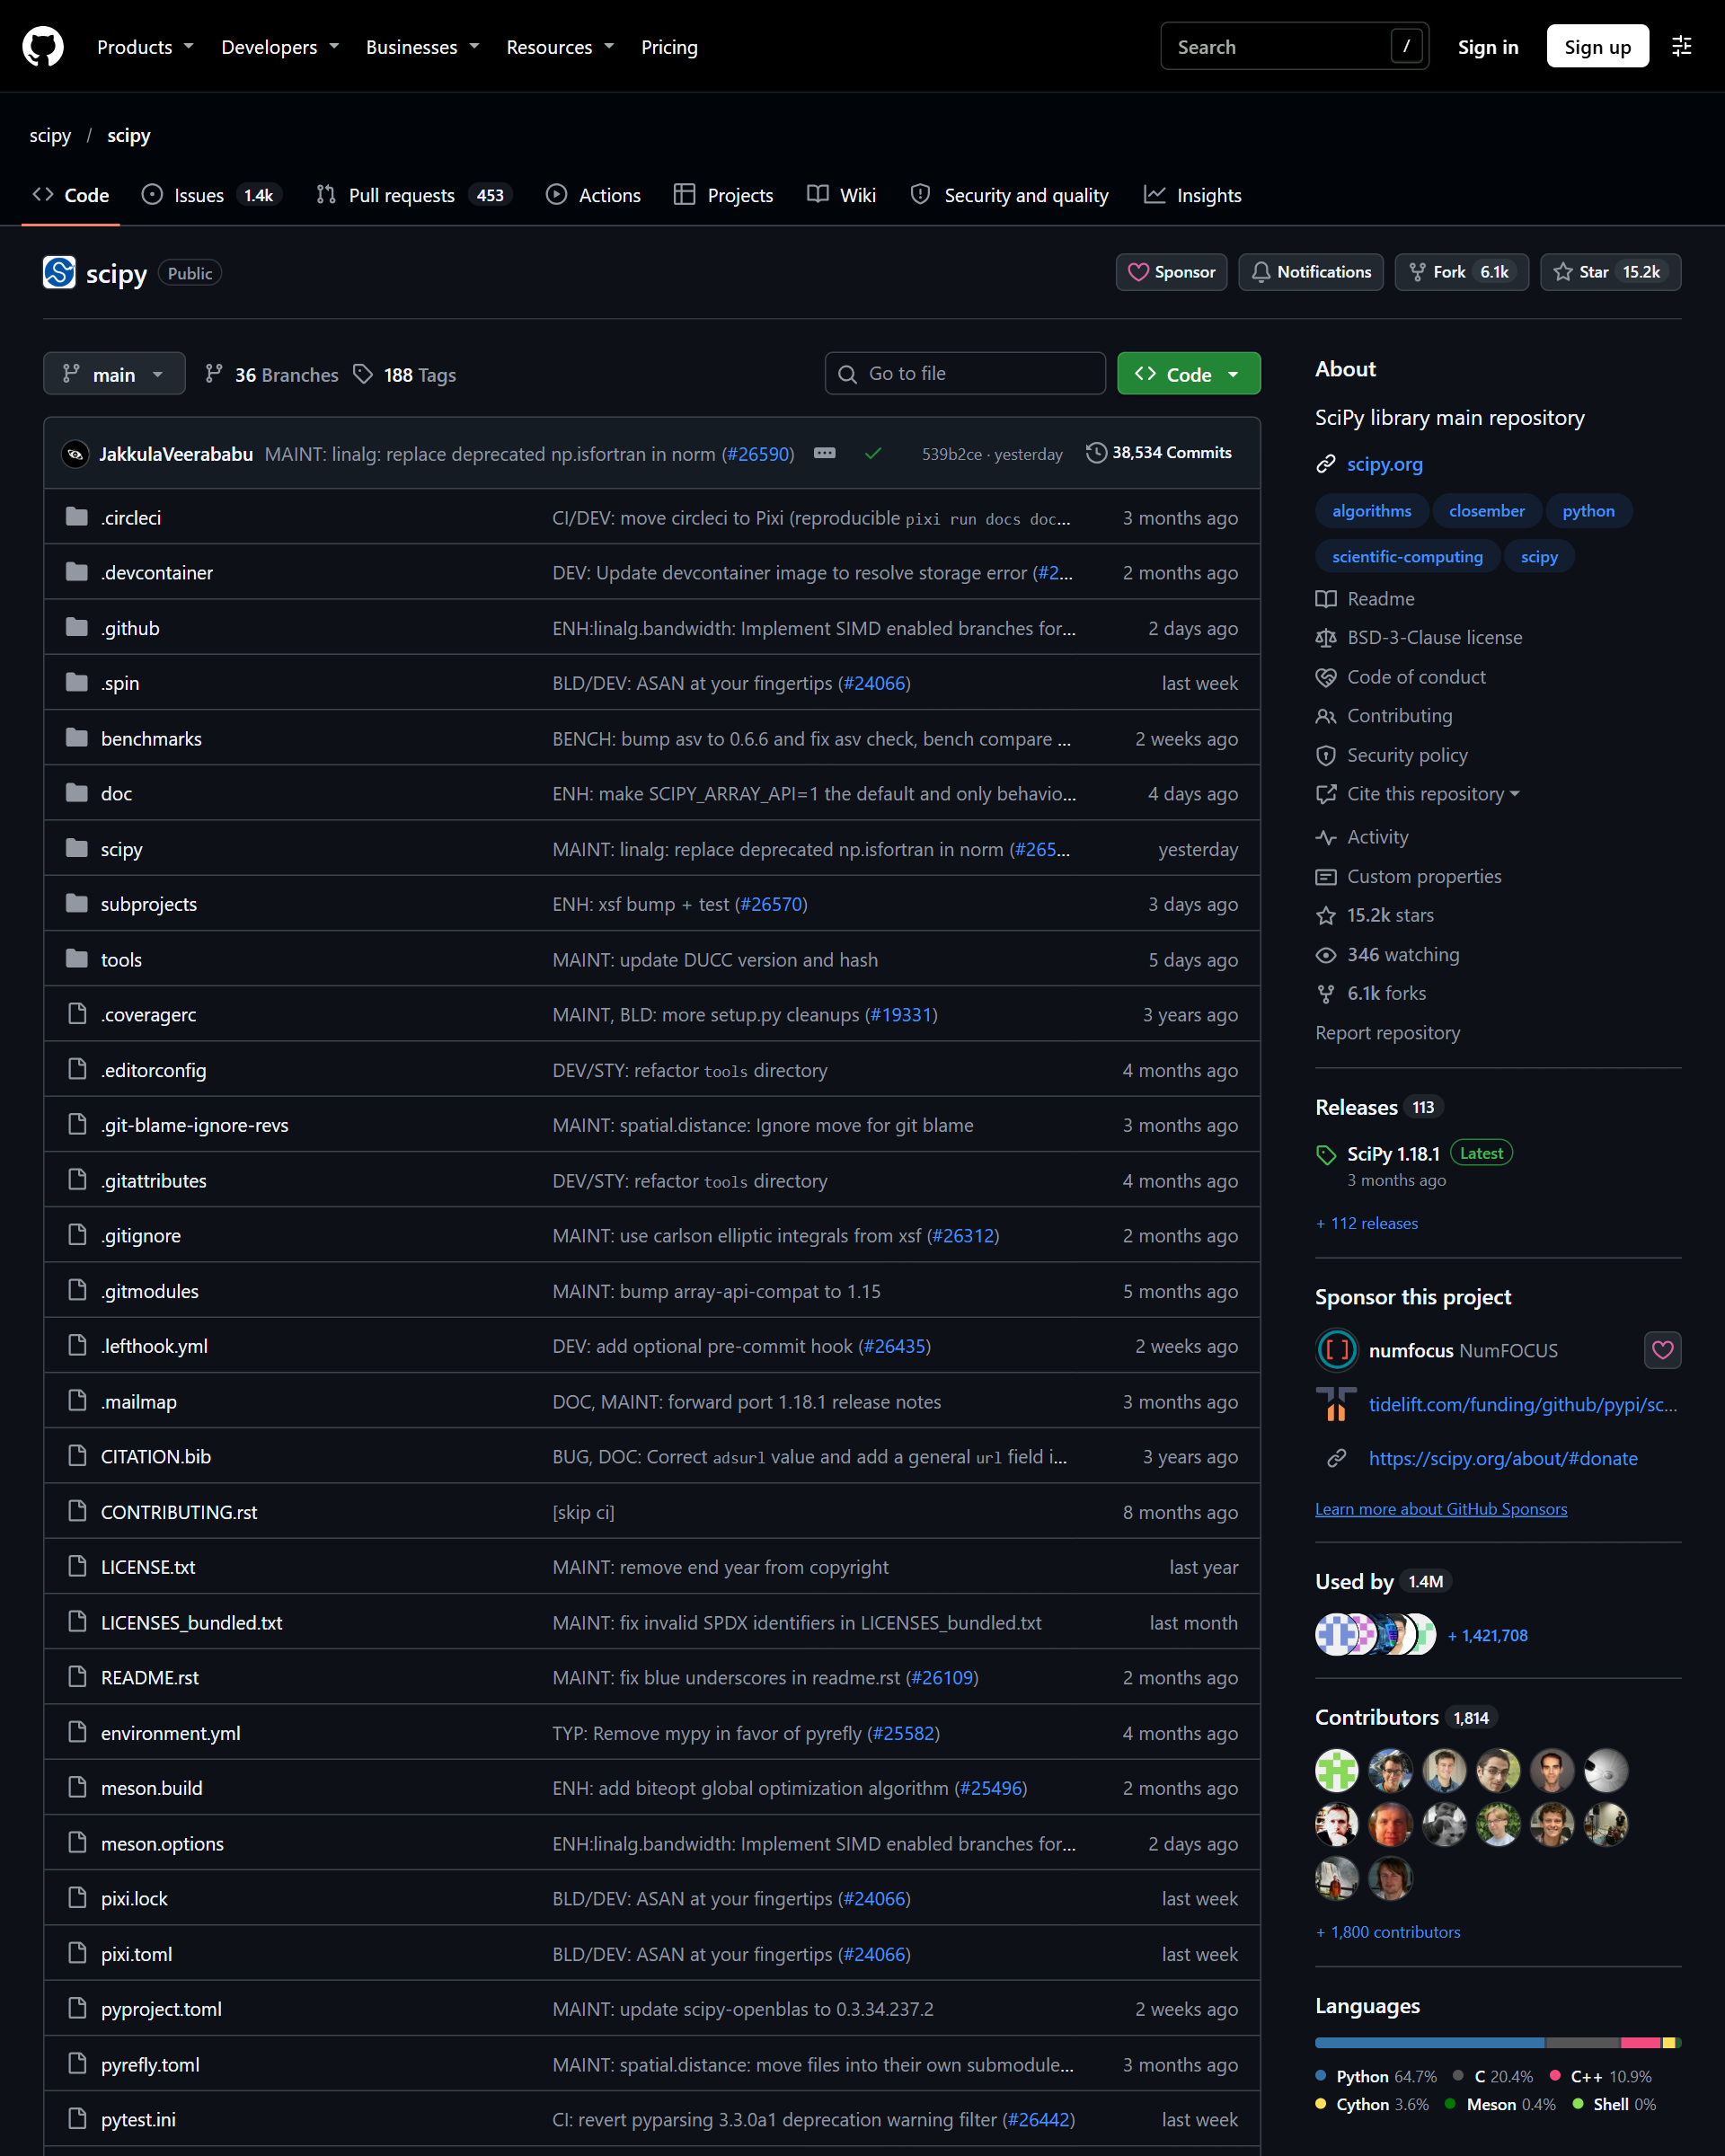 Products Developers Businesses Resources Pricing Search / Sign in Sign up
scipy / scipy
Code Issues 1.4k Pull requests 453 Actions Projects Wiki Security and quality Insights
scipy Public Sponsor Notifications Fork 6.1k Star 15.2k
main 36 Branches 188 Tags Go to file Code
JakkulaVeerababu MAINT: linalg: replace deprecated np.isfortran in norm (#26590) 539b2ce · yesterday 38,534 Commits
.circleci CI/DEV: move circleci to Pixi (reproducible pixi run docs doc... 3 months ago
.devcontainer DEV: Update devcontainer image to resolve storage error (#2... 2 months ago
.github ENH:linalg.bandwidth: Implement SIMD enabled branches for... 2 days ago
.spin BLD/DEV: ASAN at your fingertips (#24066) last week
benchmarks BENCH: bump asv to 0.6.6 and fix asv check, bench compare ... 2 weeks ago
doc ENH: make SCIPY_ARRAY_API=1 the default and only behavio... 4 days ago
scipy MAINT: linalg: replace deprecated np.isfortran in norm (#265... yesterday
subprojects ENH: xsf bump + test (#26570) 3 days ago
tools MAINT: update DUCC version and hash 5 days ago
.coveragerc MAINT, BLD: more setup.py cleanups (#19331) 3 years ago
.editorconfig DEV/STY: refactor tools directory 4 months ago
.git-blame-ignore-revs MAINT: spatial.distance: Ignore move for git blame 3 months ago
.gitattributes DEV/STY: refactor tools directory 4 months ago
.gitignore MAINT: use carlson elliptic integrals from xsf (#26312) 2 months ago
.gitmodules MAINT: bump array-api-compat to 1.15 5 months ago
.lefthook.yml DEV: add optional pre-commit hook (#26435) 2 weeks ago
.mailmap DOC, MAINT: forward port 1.18.1 release notes 3 months ago
CITATION.bib BUG, DOC: Correct adsurl value and add a general url field i... 3 years ago
CONTRIBUTING.rst [skip ci] 8 months ago
LICENSE.txt MAINT: remove end year from copyright last year
LICENSES_bundled.txt MAINT: fix invalid SPDX identifiers in LICENSES_bundled.txt last month
README.rst MAINT: fix blue underscores in readme.rst (#26109) 2 months ago
environment.yml TYP: Remove mypy in favor of pyrefly (#25582) 4 months ago
meson.build ENH: add biteopt global optimization algorithm (#25496) 2 months ago
meson.options ENH:linalg.bandwidth: Implement SIMD enabled branches for... 2 days ago
pixi.lock BLD/DEV: ASAN at your fingertips (#24066) last week
pixi.toml BLD/DEV: ASAN at your fingertips (#24066) last week
pyproject.toml MAINT: update scipy-openblas to 0.3.34.237.2 2 weeks ago
pyrefly.toml MAINT: spatial.distance: move files into their own submodule... 3 months ago
pytest.ini CI: revert pyparsing 3.3.0a1 deprecation warning filter (#26442) last week
About
SciPy library main repository
scipy.org
algorithms closember python
scientific-computing scipy
Readme
BSD-3-Clause license
Code of conduct
Contributing
Security policy
Cite this repository
Activity
Custom properties
15.2k stars
346 watching
6.1k forks
Report repository
Releases 113
SciPy 1.18.1 Latest
3 months ago
+ 112 releases
Sponsor this project
numfocus NumFOCUS
tidelift.com/funding/github/pypi/sc...
https://scipy.org/about/#donate
Learn more about GitHub Sponsors
Used by 1.4M
+ 1,421,708
Contributors 1,814
+ 1,800 contributors
Languages
Python 64.7% C 20.4% C++ 10.9%
Cython 3.6% Meson 0.4% Shell 0%